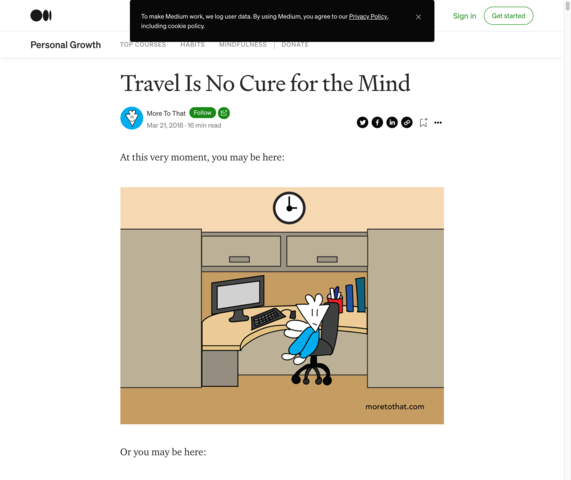 To make Medium work, we log user data. By using Medium, you agree to our Privacy Policy,
including cookie policy.
Sign in
Get started
Personal Growth
TOP COURSES
HABITS
MINDFULNESS
DONATE
Travel Is No Cure for the Mind
More To That
Follow
Mar 21, 2018 · 16 min read
At this very moment, you may be here:
moretothat.com
Or you may be here: